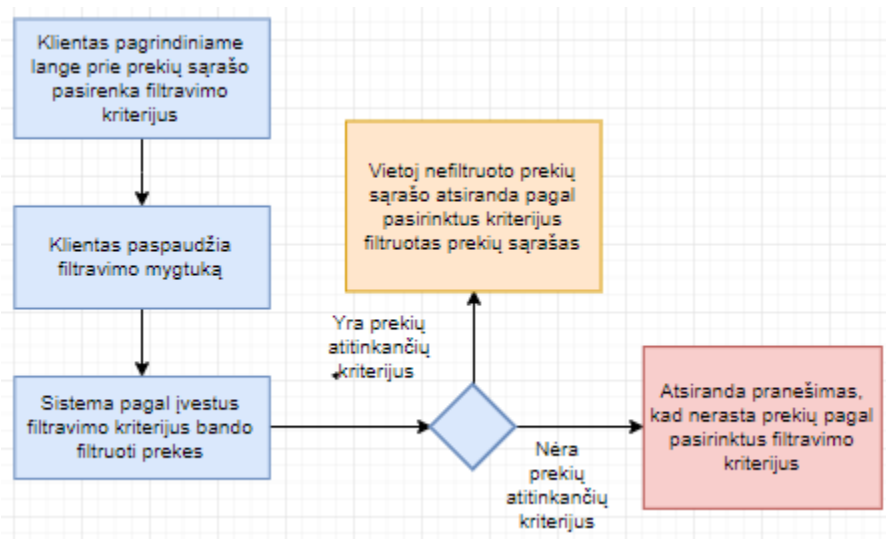 Klientas pagrindiniame
lange prie prekių sąrašo
pasirenka filtravimo
kriterijus
Klientas paspaudžia
filtravimo mygtuką
Sistema pagal įvestus
filtravimo kriterijus bando
filtruoti prekes
Vietoj nefiltruoto prekių
sąrašo atsiranda pagal
pasirinktus kriterijus
filtruotas prekių sąrašas
Yra prekių
atitinkančių
kriterijus
Nėra
prekių
atitinkančių
kriterijus
Atsiranda pranešimas,
kad nerasta prekių pagal
pasirinktus filtravimo
kriterijus